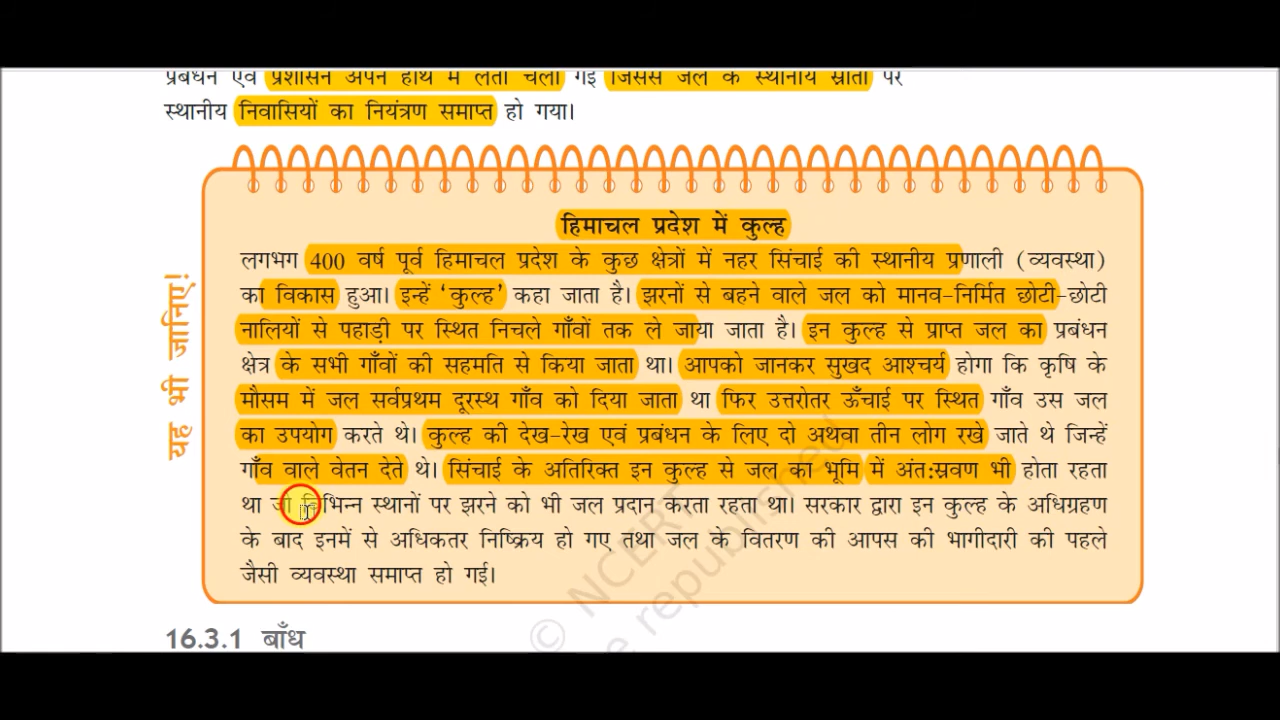 प्रबंधन एवं प्रशासन अपने हाथ में लेती चली गई जिससे जल के स्थानीय स्रोतों पर
स्थानीय निवासियों का नियंत्रण समाप्त हो गया।
यह भी जानिए!
हिमाचल प्रदेश में कुल्ह
लगभग 400 वर्ष पूर्व हिमाचल प्रदेश के कुछ क्षेत्रों में नहर सिंचाई की स्थानीय प्रणाली (व्यवस्था)
का विकास हुआ। इन्हें ‘कुल्ह’ कहा जाता है। झरनों से बहने वाले जल को मानव-निर्मित छोटी-छोटी
नालियों से पहाड़ी पर स्थित निचले गाँवों तक ले जाया जाता है। इन कुल्ह से प्राप्त जल का प्रबंधन
क्षेत्र के सभी गाँवों की सहमति से किया जाता था। आपको जानकर सुखद आश्चर्य होगा कि कृषि के
मौसम में जल सर्वप्रथम दूरस्थ गाँव को दिया जाता था फिर उत्तरोतर ऊँचाई पर स्थित गाँव उस जल
का उपयोग करते थे। कुल्ह की देख-रेख एवं प्रबंधन के लिए दो अथवा तीन लोग रखे जाते थे जिन्हें
गाँव वाले वेतन देते थे। सिंचाई के अतिरिक्त इन कुल्ह से जल का भूमि में अंत:स्रवण भी होता रहता
था जो विभिन्न स्थानों पर झरने को भी जल प्रदान करता रहता था। सरकार द्वारा इन कुल्ह के अधिग्रहण
के बाद इनमें से अधिकतर निष्क्रिय हो गए तथा जल के वितरण की आपस की भागीदारी की पहले
जैसी व्यवस्था समाप्त हो गई।
© NCERT
be republished
16.3.1 बाँध